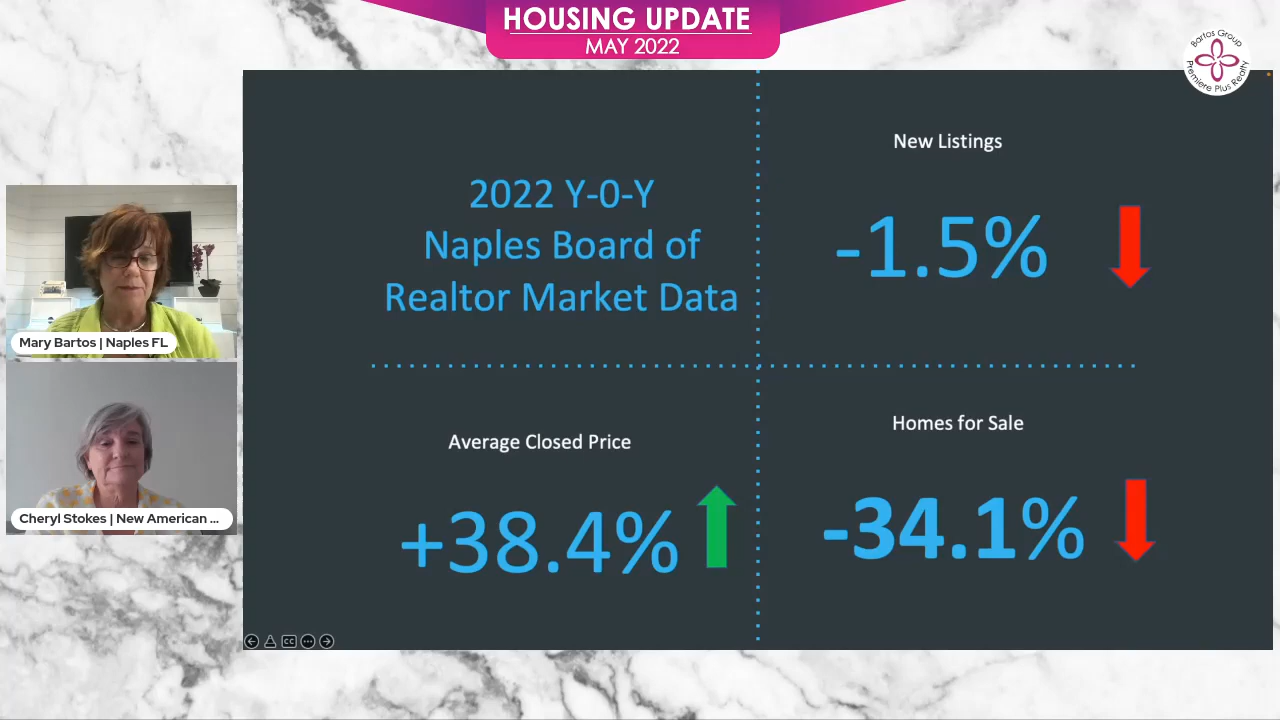 HOUSING UPDATE
MAY 2022
Bartos Group
Premiere Plus Realty
2022 Y-0-Y
Naples Board of
Realtor Market Data
New Listings
-1.5%
Average Closed Price
+38.4%
Homes for Sale
-34.1%
Mary Bartos | Naples FL
Cheryl Stokes | New American ...
CC